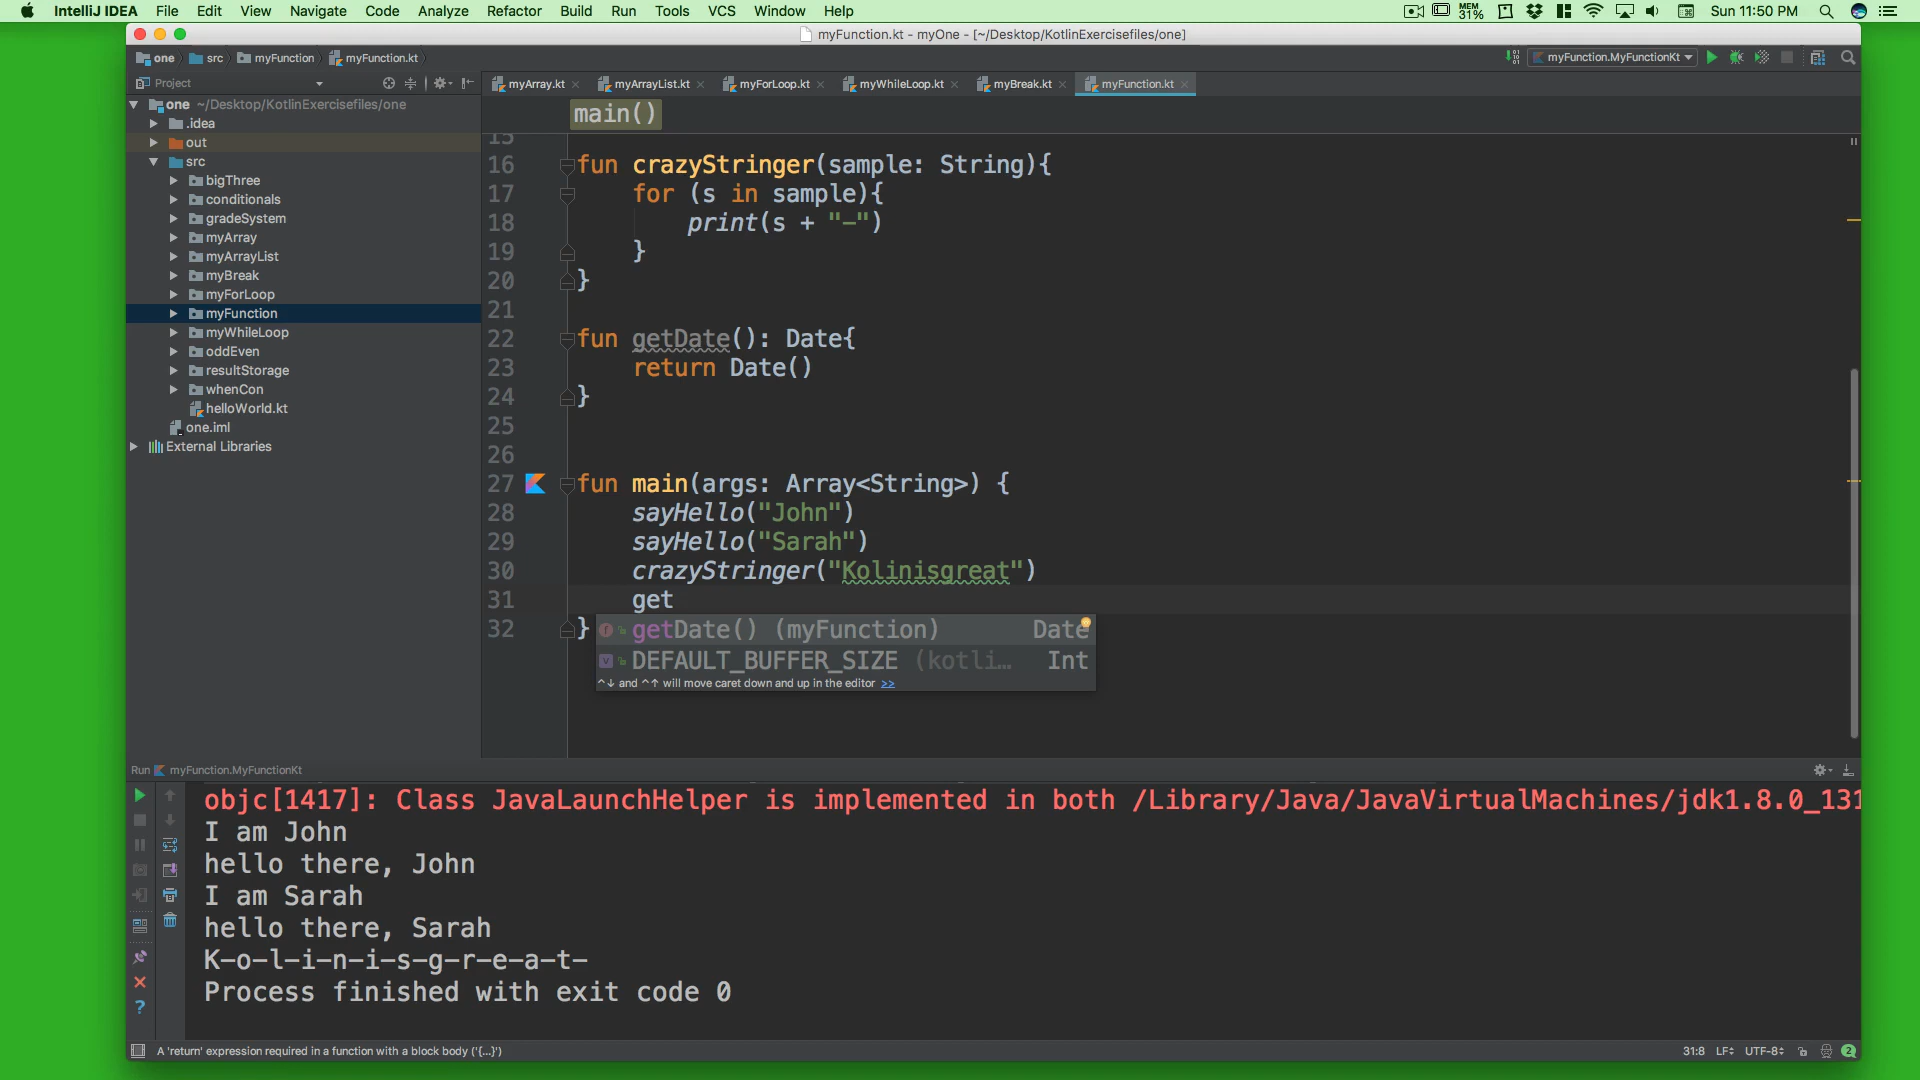 IntelliJ IDEA File Edit View Navigate Code Analyze Refactor Build Run Tools VCS Window Help MEM 31% Sun 11:50 PM
myFunction.kt - myOne - [~/Desktop/KotlinExercisefiles/one]
one src myFunction myFunction.kt myFunction.MyFunctionKt
Project myArray.kt myArrayList.kt myForLoop.kt myWhileLoop.kt myBreak.kt myFunction.kt
one ~/Desktop/KotlinExercisefiles/one
.idea
out
src
bigThree
conditionals
gradeSystem
myArray
myArrayList
myBreak
myForLoop
myFunction
myWhileLoop
oddEven
resultStorage
whenCon
helloWorld.kt
one.iml
External Libraries
main()
15
16 fun crazyStringer(sample: String){
17 for (s in sample){
18 print(s + "-")
19 }
20 }
21
22 fun getDate(): Date{
23 return Date()
24 }
25
26
27 fun main(args: Array<String>) {
28 sayHello("John")
29 sayHello("Sarah")
30 crazyStringer("Kolinisgreat")
31 get
32 }
getDate() (myFunction) Date
DEFAULT_BUFFER_SIZE (kotli… Int
^↓ and ^↑ will move caret down and up in the editor >>
Run myFunction.MyFunctionKt
objc[1417]: Class JavaLaunchHelper is implemented in both /Library/Java/JavaVirtualMachines/jdk1.8.0_131
I am John
hello there, John
I am Sarah
hello there, Sarah
K-o-l-i-n-i-s-g-r-e-a-t-
Process finished with exit code 0
A 'return' expression required in a function with a block body ('{...}') 31:8 LF UTF-8 2